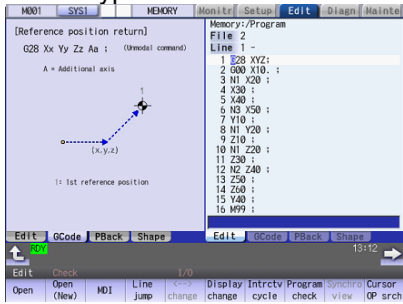 M001 SYS1 MEMORY Monitr Setup Edit Diagn Mainte
[Reference position return]
G28 Xx Yy Zz Aa ; (Unmodal command)
A = Additional axis
1
(x,y,z)
1: 1st reference position
Edit GCode PBack Shape
Memory:/Program
File 2
Line 1 -
1 G28 XYZ;
2 G00 X10. ;
3 N1 X20 ;
4 X30 ;
5 X40 ;
6 N3 X50 ;
7 Y10 ;
8 N1 Y20 ;
9 Z10 ;
10 N1 Z20 ;
11 Z30 ;
12 N2 Z40 ;
13 Z50 ;
14 Z60 ;
15 Y40 ;
16 M99 ;
Edit GCode PBack Shape
RDY 13:12
Edit Check 1/0
Open
Open (New)
MDI
Line jump
<--> change
Display change
Intrctv cycle
Program check
Synchro view
Cursor OP srch